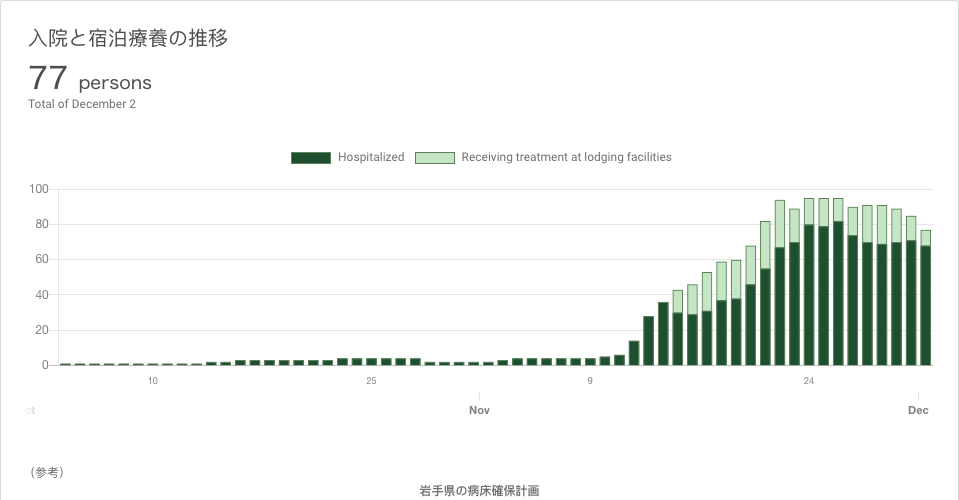 入院と宿泊療養の推移
77 persons
Total of December 2
Hospitalized Receiving treatment at lodging facilities
100
80
60
40
20
0
10 25 9 24
ct Nov Dec
(参考)
岩手県の病床確保計画